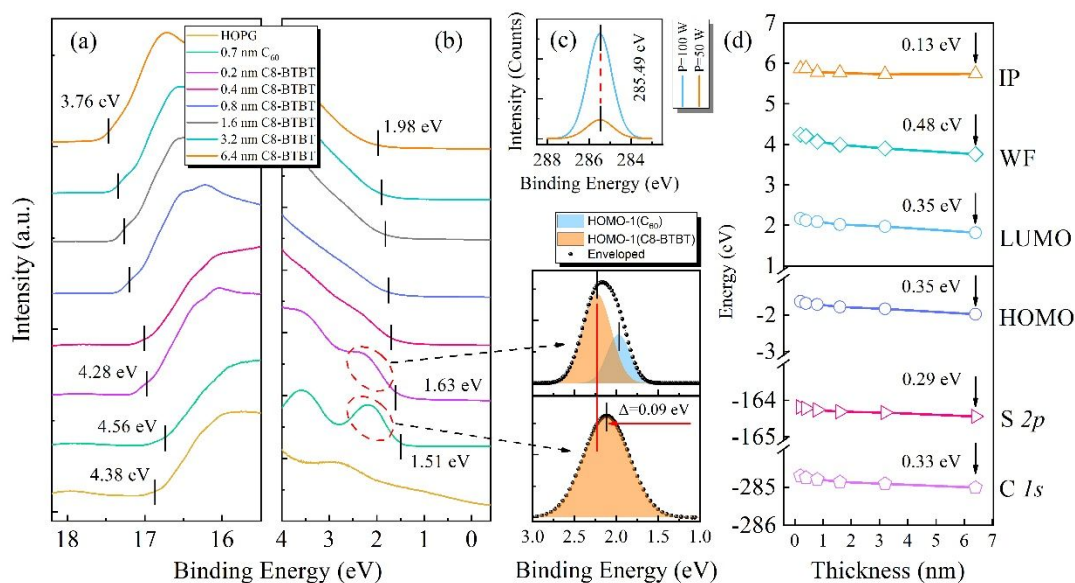 (a)
HOPG
0.7 nm C60
0.2 nm C8-BTBT
0.4 nm C8-BTBT
0.8 nm C8-BTBT
1.6 nm C8-BTBT
3.2 nm C8-BTBT
6.4 nm C8-BTBT
3.76 eV
4.28 eV
4.56 eV
4.38 eV
Intensity (a.u.)
18 17 16
Binding Energy (eV)
(b)
1.98 eV
1.63 eV
1.51 eV
4 3 2 1 0
(c)
Intensity (Counts)
285.49 eV
P=100 W
P=50 W
288 286 284
Binding Energy (eV)
HOMO-1(C60)
HOMO-1(C8-BTBT)
Enveloped
Δ=0.09 eV
3.0 2.5 2.0 1.5 1.0
Binding Energy (eV)
(d)
Energy (eV)
7
6
5
4
3
2
1
-2
-3
-164
-165
-285
-286
0.13 eV
IP
0.48 eV
WF
0.35 eV
LUMO
0.35 eV
HOMO
0.29 eV
S 2p
0.33 eV
C 1s
0 1 2 3 4 5 6 7
Thickness (nm)